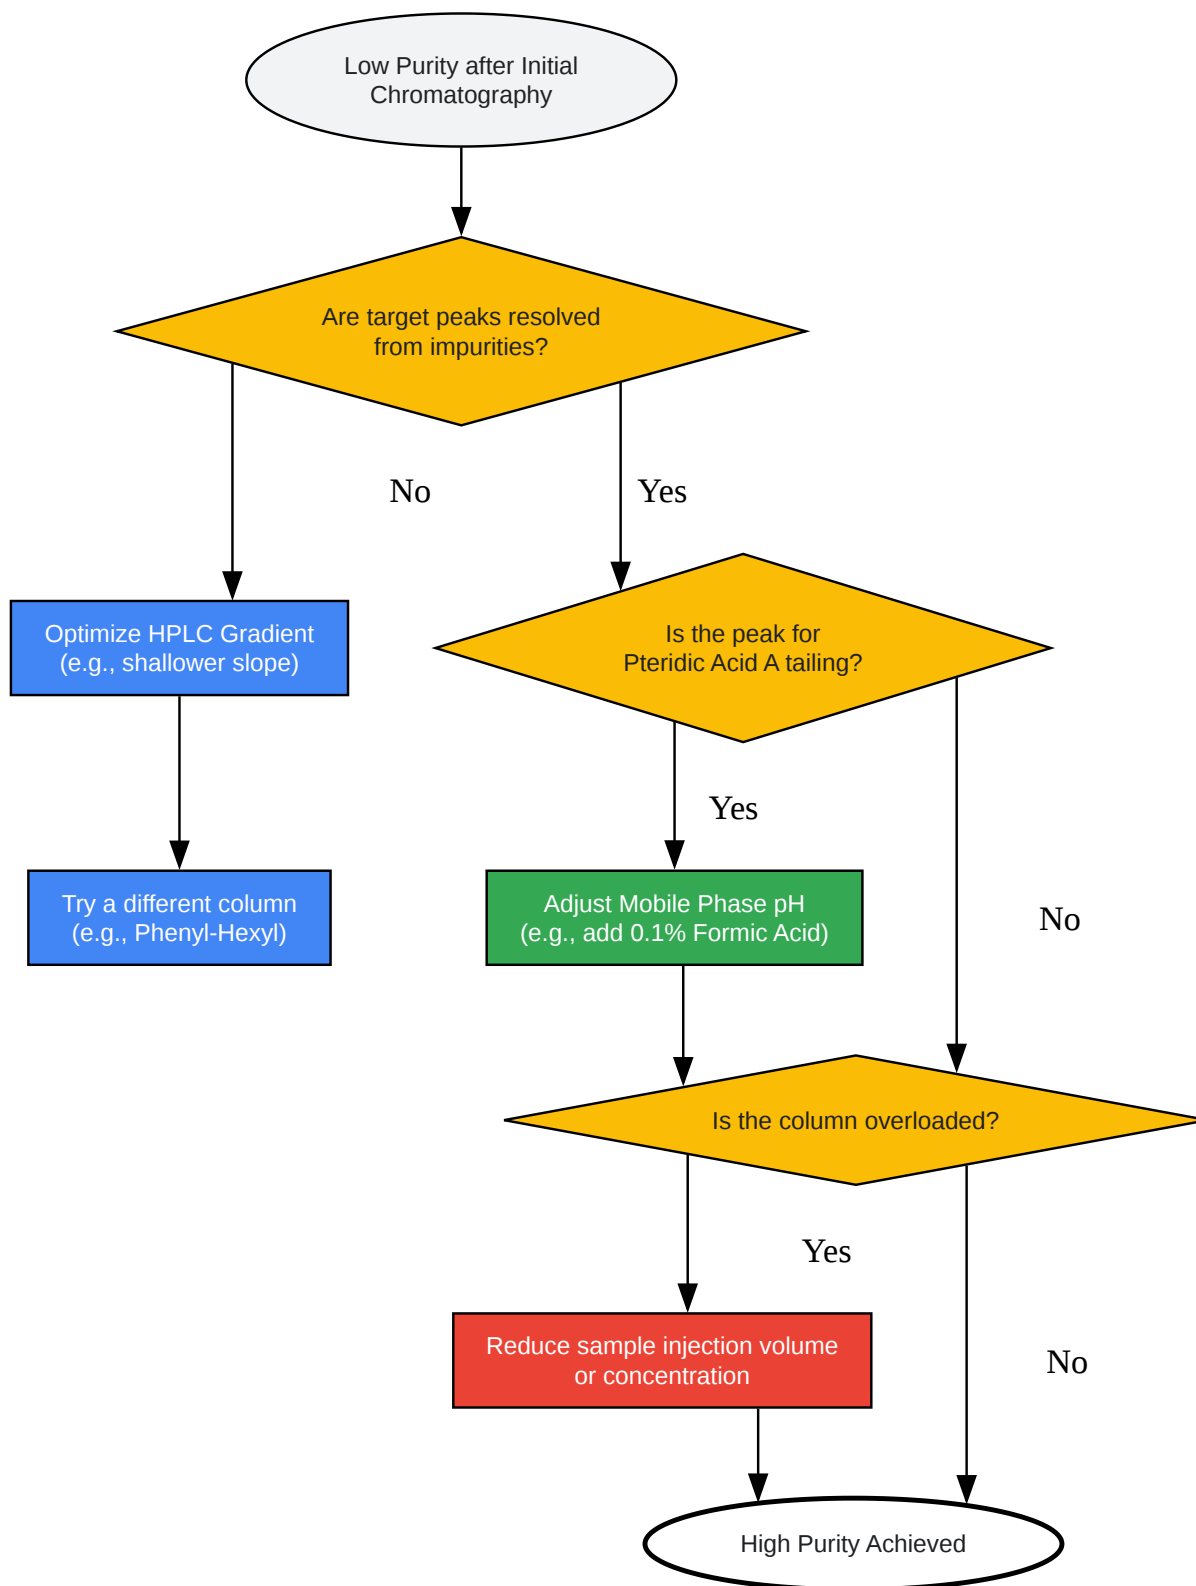 Low Purity after Initial
Chromatography
Are target peaks resolved
from impurities?
No
Yes
Optimize HPLC Gradient
(e.g., shallower slope)
Is the peak for
Pteridic Acid A tailing?
Yes
Try a different column
(e.g., Phenyl-Hexyl)
Adjust Mobile Phase pH
(e.g., add 0.1% Formic Acid)
No
Is the column overloaded?
Yes
Reduce sample injection volume
or concentration
No
High Purity Achieved